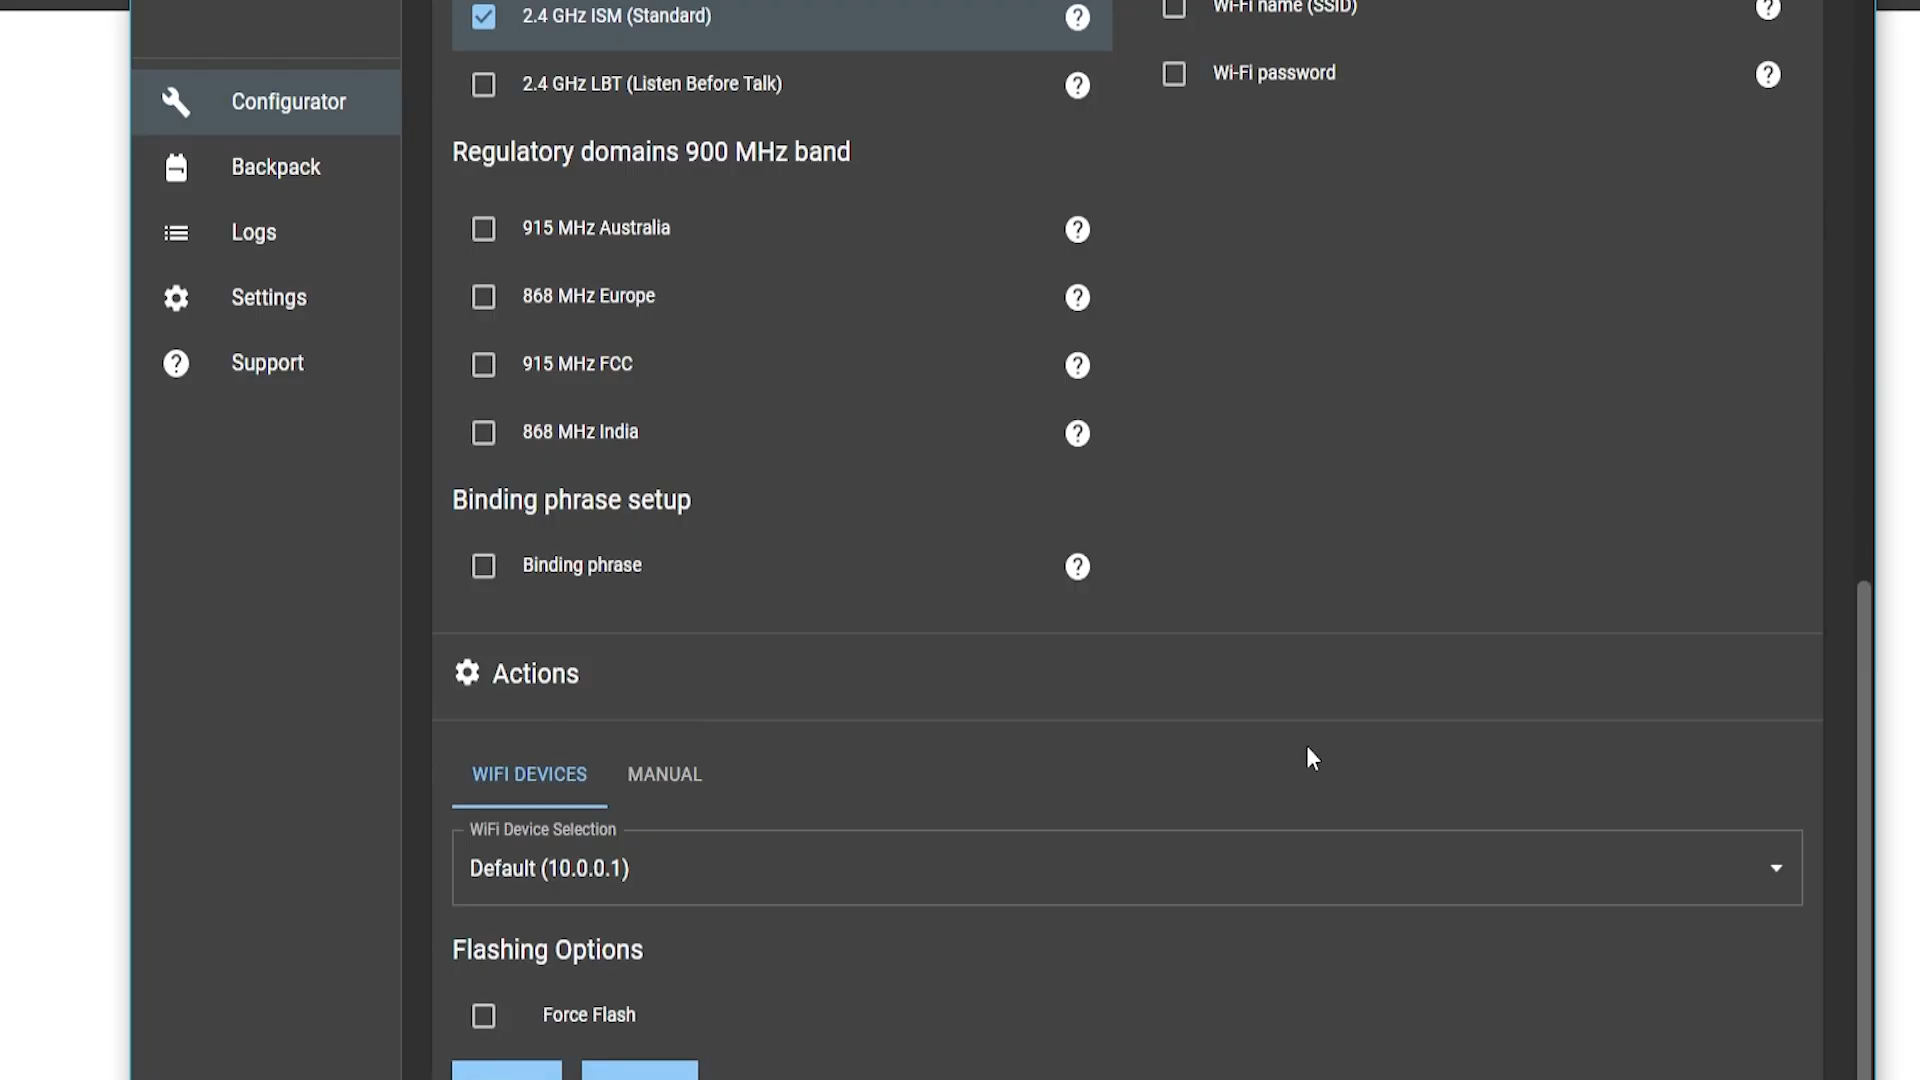 Configurator
Backpack
Logs
Settings
Support
2.4 GHz ISM (Standard)
2.4 GHz LBT (Listen Before Talk)
Regulatory domains 900 MHz band
915 MHz Australia
868 MHz Europe
915 MHz FCC
868 MHz India
Binding phrase setup
Binding phrase
Wi-Fi name (SSID)
Wi-Fi password
Actions
WIFI DEVICES
MANUAL
WiFi Device Selection
Default (10.0.0.1)
Flashing Options
Force Flash